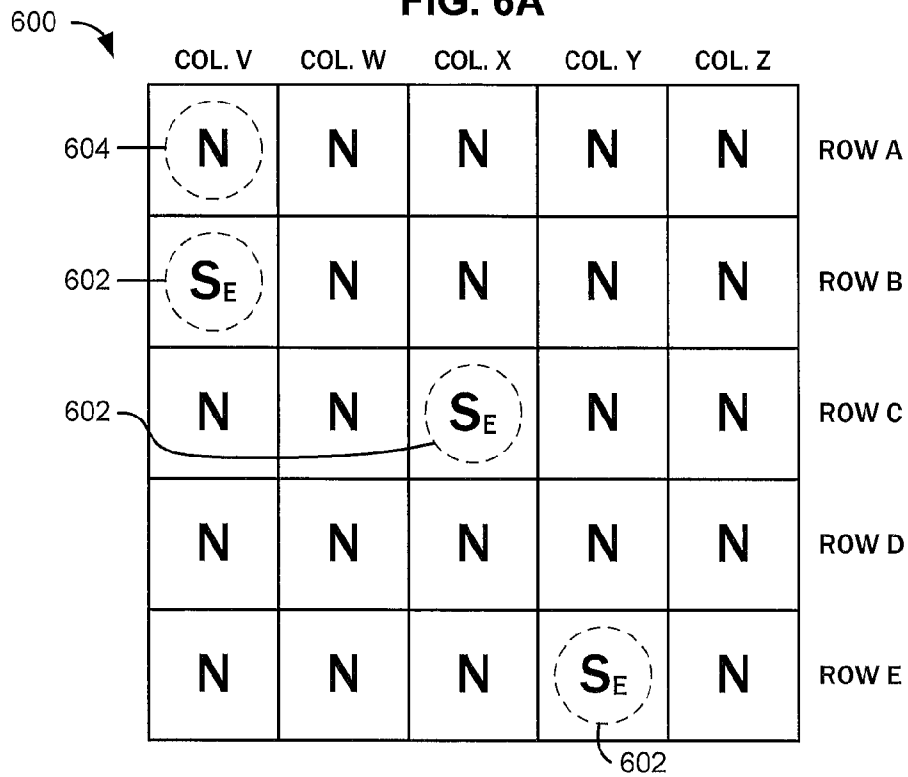 FIG. 6A
600
COL. V COL. W COL. X COL. Y COL. Z
604 N N N N N ROW A
602 SE N N N N ROW B
602 N N SE N N ROW C
N N N N N ROW D
N N N SE N ROW E
602